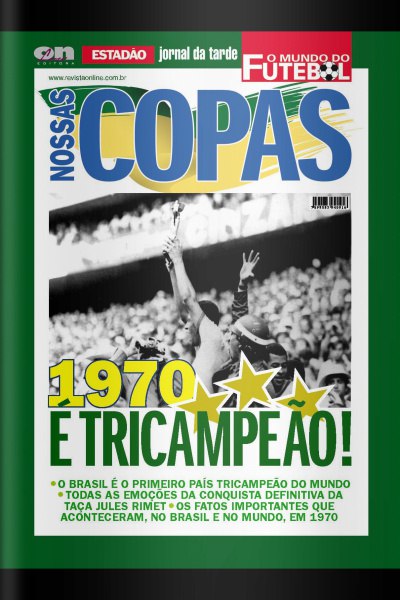 on
EDITORA
ESTADÃO
jornal da tarde
O MUNDO DO
FUTEBOL
www.revistaonline.com.br
NOSSAS
COPAS
1970
É TRICAMPEÃO!
• O BRASIL É O PRIMEIRO PAÍS TRICAMPEÃO DO MUNDO
• TODAS AS EMOÇÕES DA CONQUISTA DEFINITIVA DA
TAÇA JULES RIMET • OS FATOS IMPORTANTES QUE
ACONTECERAM, NO BRASIL E NO MUNDO, EM 1970